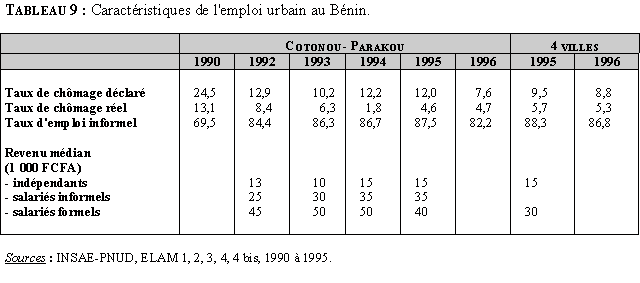 TABLEAU 9 : Caractéristiques de l'emploi urbain au Bénin.
COTONOU- PARAKOU 4 VILLES
1990 1992 1993 1994 1995 1996 1995 1996
Taux de chômage déclaré 24,5 12,9 10,2 12,2 12,0 7,6 9,5 8,8
Taux de chômage réel 13,1 8,4 6,3 1,8 4,6 4,7 5,7 5,3
Taux d'emploi informel 69,5 84,4 86,3 86,7 87,5 82,2 88,3 86,8
Revenu médian
(1 000 FCFA)
- indépendants 13 10 15 15 15
- salariés informels 25 30 35 35
- salariés formels 45 50 50 40 30
Sources : INSAE-PNUD, ELAM 1, 2, 3, 4, 4 bis, 1990 à 1995.